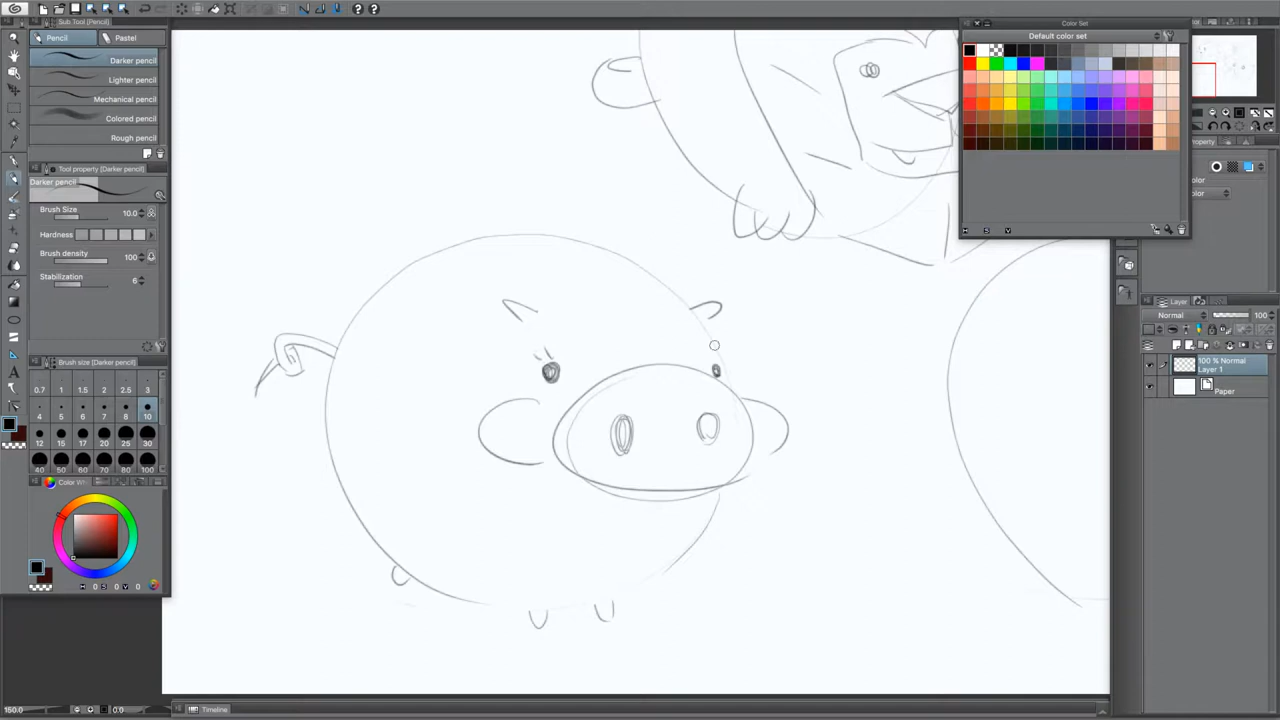 Sub Tool [Pencil]
Pencil
Pastel
Darker pencil
Lighter pencil
Mechanical pencil
Colored pencil
Rough pencil
Tool property [Darker pencil]
Darker pencil
Brush Size 10.0
Hardness
Brush density 100
Stabilization 6
Brush size [Darker pencil]
0.7 1 1.5 2 2.5 3
4 5 6 7 8 10
12 15 17 20 25 30
40 50 60 70 80 100
Color
H 0 S 0 V 0
150.0
0.0
Timeline
Color Set
Default color set
H S V
Property
Layer
Normal 100
100 % Normal
Layer 1
Paper